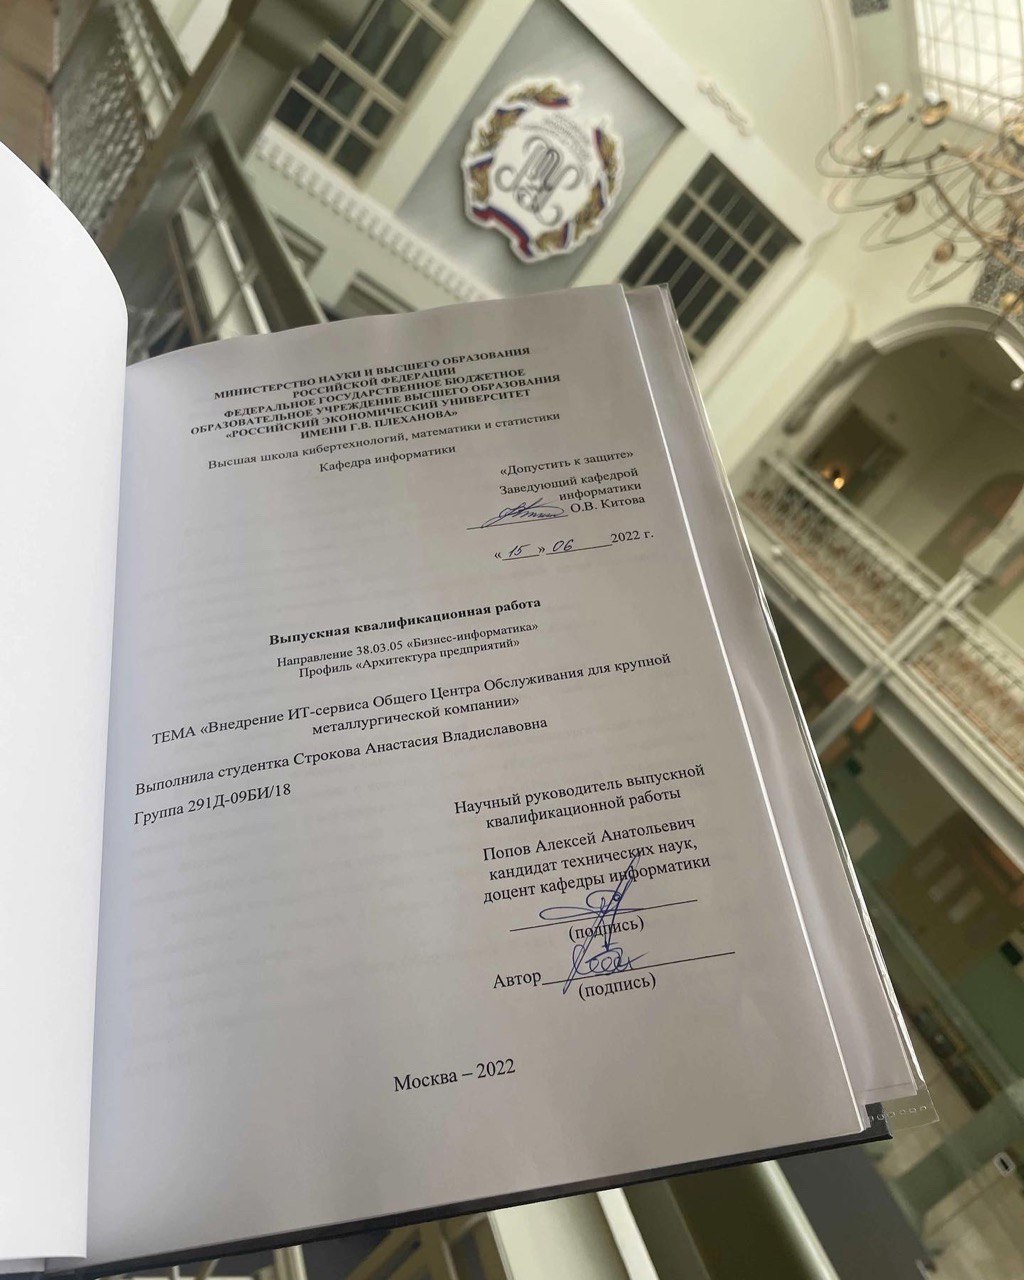 МИНИСТЕРСТВО НАУКИ И ВЫСШЕГО ОБРАЗОВАНИЯ
РОССИЙСКОЙ ФЕДЕРАЦИИ
ФЕДЕРАЛЬНОЕ ГОСУДАРСТВЕННОЕ БЮДЖЕТНОЕ
ОБРАЗОВАТЕЛЬНОЕ УЧРЕЖДЕНИЕ ВЫСШЕГО ОБРАЗОВАНИЯ
«РОССИЙСКИЙ ЭКОНОМИЧЕСКИЙ УНИВЕРСИТЕТ
ИМЕНИ Г.В. ПЛЕХАНОВА»
Высшая школа кибертехнологий, математики и статистики
Кафедра информатики
«Допустить к защите»
Заведующий кафедрой
информатики
О.В. Китова
«15» 06 2022 г.
Выпускная квалификационная работа
Направление 38.03.05 «Бизнес-информатика»
Профиль «Архитектура предприятий»
ТЕМА «Внедрение ИТ-сервиса Общего Центра Обслуживания для крупной
металлургической компании»
Выполнила студентка Строкова Анастасия Владиславовна
Группа 291Д-09БИ/18
Научный руководитель выпускной
квалификационной работы
Попов Алексей Анатольевич
кандидат технических наук,
доцент кафедры информатики
(подпись)
Автор
(подпись)
Москва – 2022